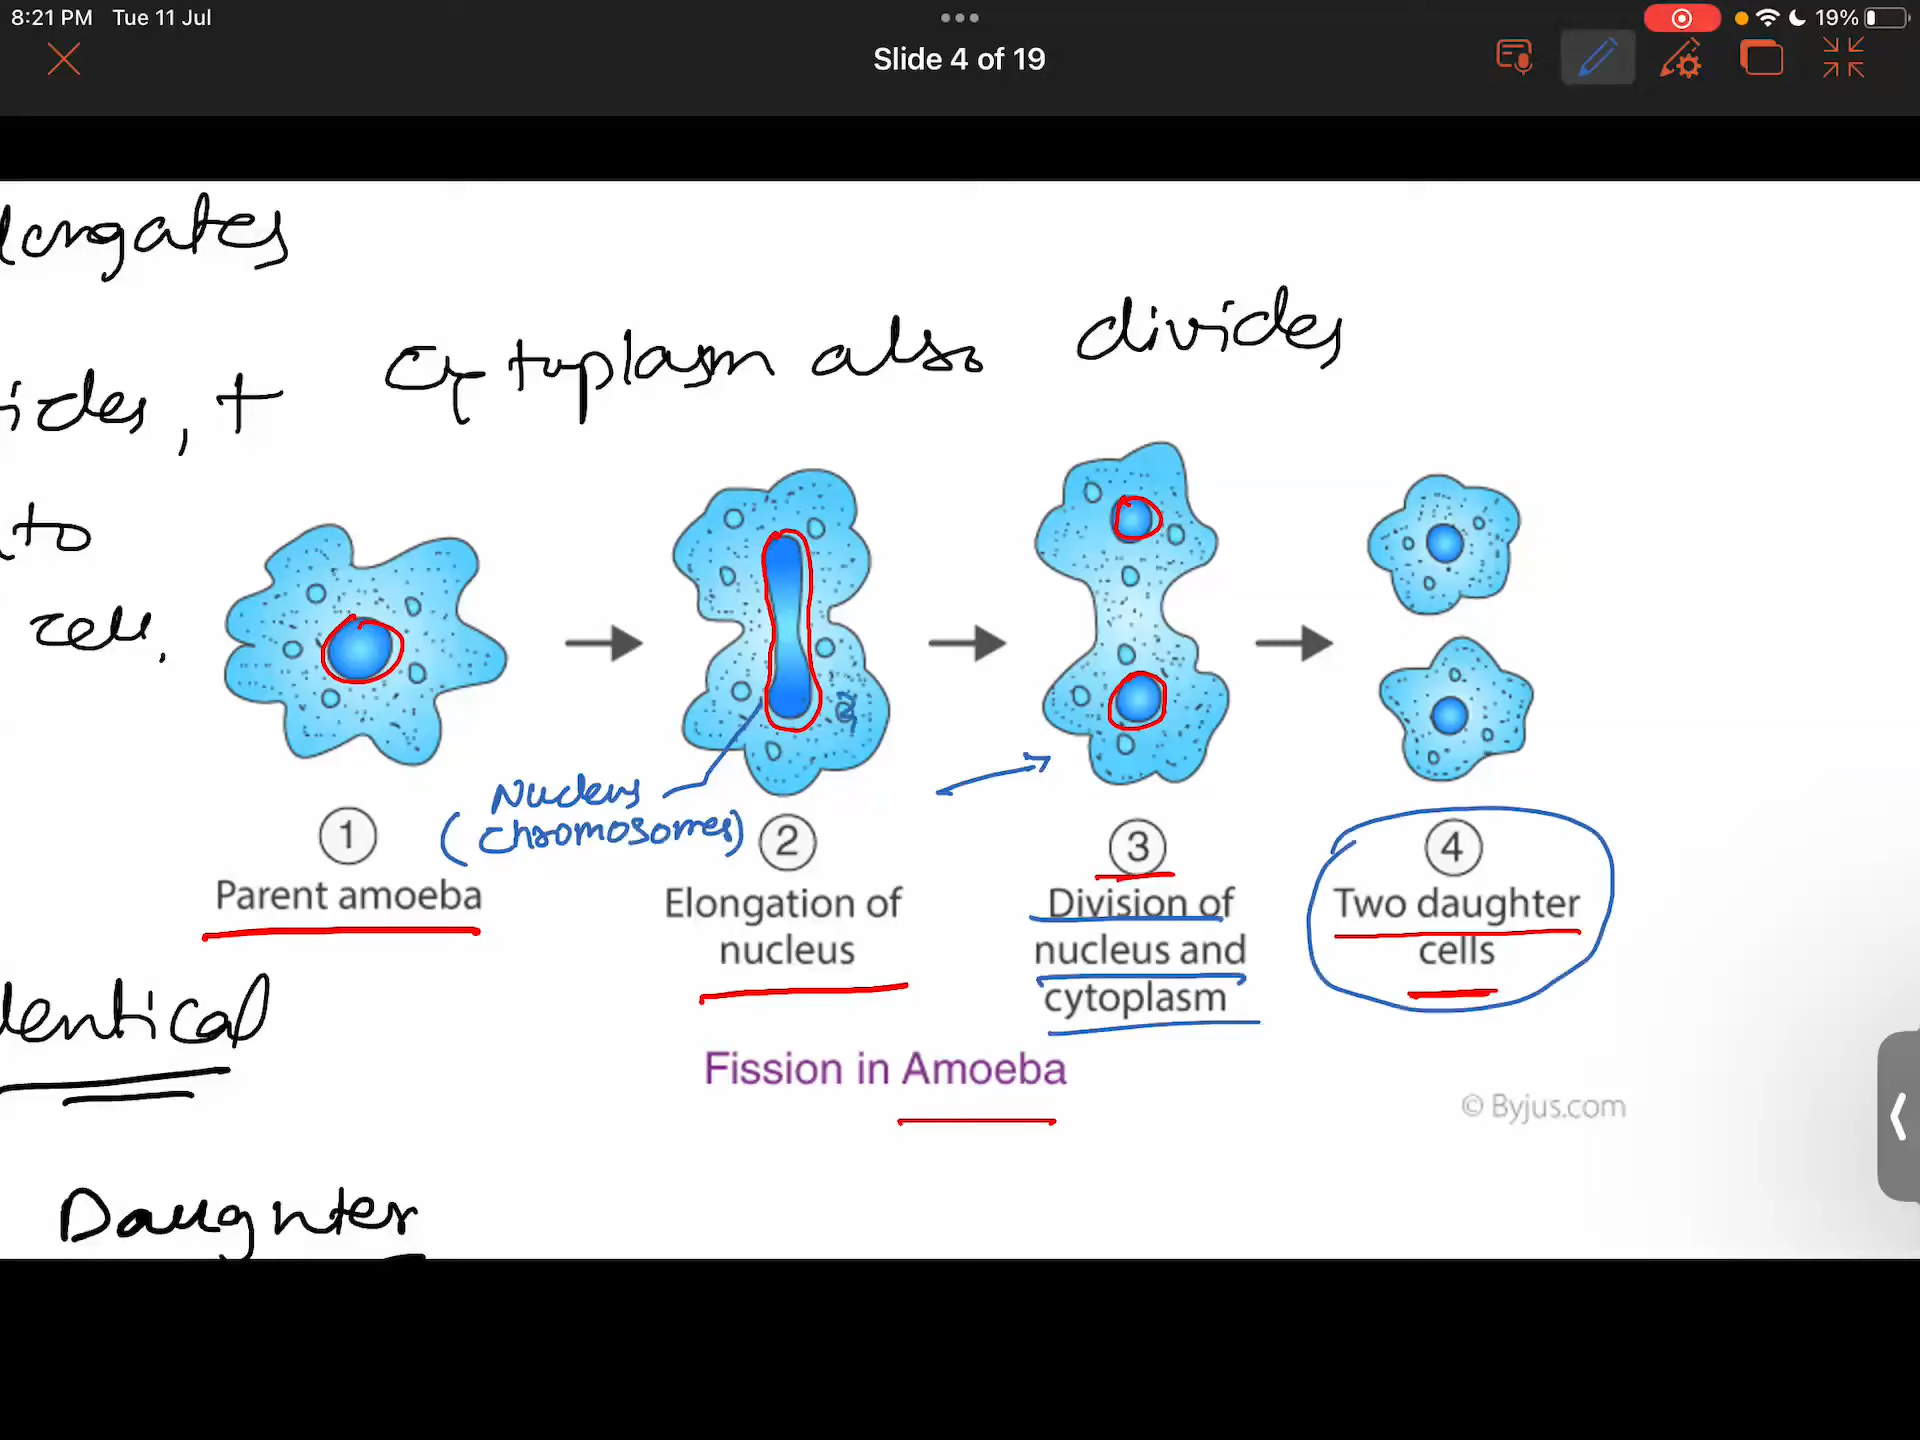 8:21 PM Tue 11 Jul
19%
Slide 4 of 19
longates
Cytoplasm also divides
ides, +
to
cell.
Nucleus
(chromosomes)
1
2
3
4
Parent amoeba
Elongation of
nucleus
Division of
nucleus and
cytoplasm
Two daughter
cells
dentical
Fission in Amoeba
© Byjus.com
Daughter